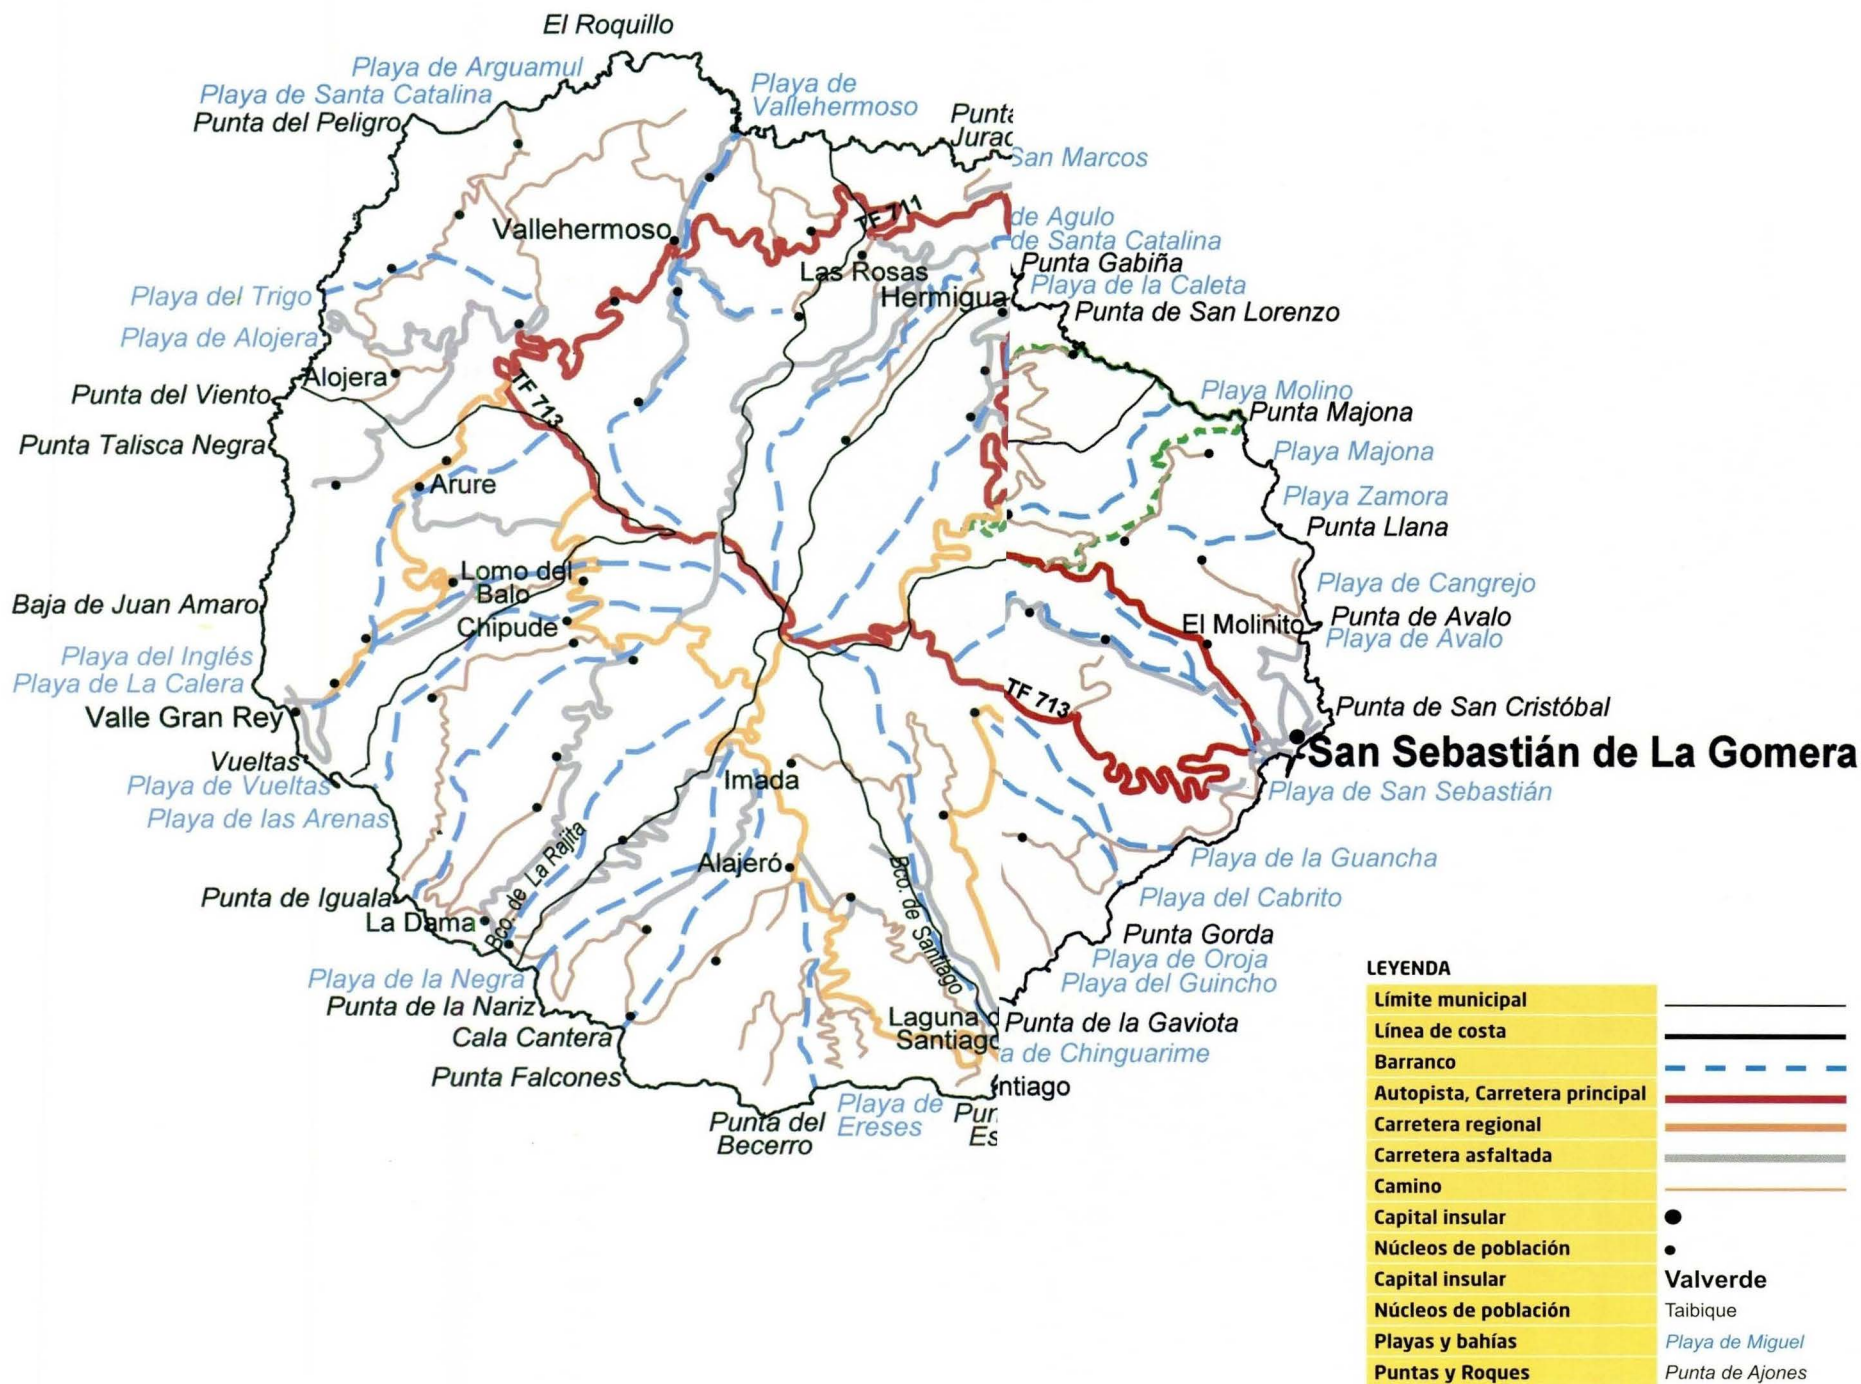 El Roquillo
Playa de Arguamul
Playa de Santa Catalina
Punta del Peligro
Playa de
Vallehermoso
San Marcos
Vallehermoso
TF 711
de Agulo
de Santa Catalina
Las Rosas
Punta Gabiña
Hermigua
Playa de la Caleta
Playa del Trigo
Punta de San Lorenzo
Playa de Alojera
Alojera
TF 713
Punta del Viento
Playa Molino
Punta Majona
Punta Talisca Negra
Playa Majona
Arure
Playa Zamora
Punta Llana
Lomo del
Balo
Playa de Cangrejo
Baja de Juan Amaro
Chipude
El Molinito
Punta de Avalo
Playa de Avalo
Playa del Inglés
Playa de La Calera
TF 713
Valle Gran Rey
Punta de San Cristóbal
San Sebastián de La Gomera
Vueltas
Playa de Vueltas
Imada
Playa de San Sebastián
Playa de las Arenas
Bco. de La Rajita
Alajeró
Playa de la Guancha
Bco. de Santiago
Punta de Iguala
La Dama
Playa del Cabrito
Punta Gorda
Playa de Oroja
Playa de la Negra
Playa del Guincho
Punta de la Nariz
Laguna d
Santiago
Punta de la Gaviota
Cala Cantera
a de Chinguarime
Punta Falcones
ntiago
Playa de
Ereses
Punta del
Becerro
Es
LEYENDA
Límite municipal
Línea de costa
Barranco
Autopista, Carretera principal
Carretera regional
Carretera asfaltada
Camino
Capital insular
Núcleos de población
Capital insular Valverde
Núcleos de población Taibique
Playas y bahías Playa de Miguel
Puntas y Roques Punta de Ajones